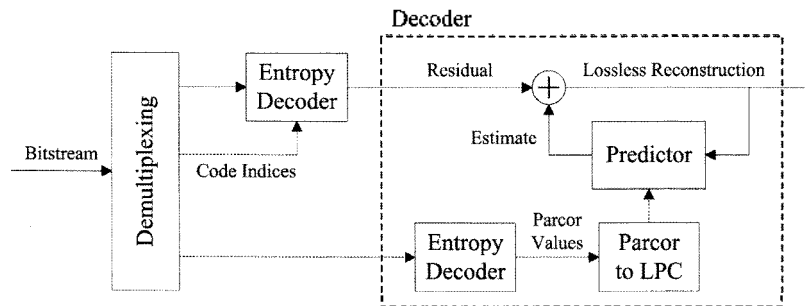 Decoder
Entropy
Decoder
Residual
Lossless Reconstruction
Demultiplexing
Bitstream
Code Indices
Estimate
Predictor
Entropy
Decoder
Parcor
Values
Parcor
to LPC